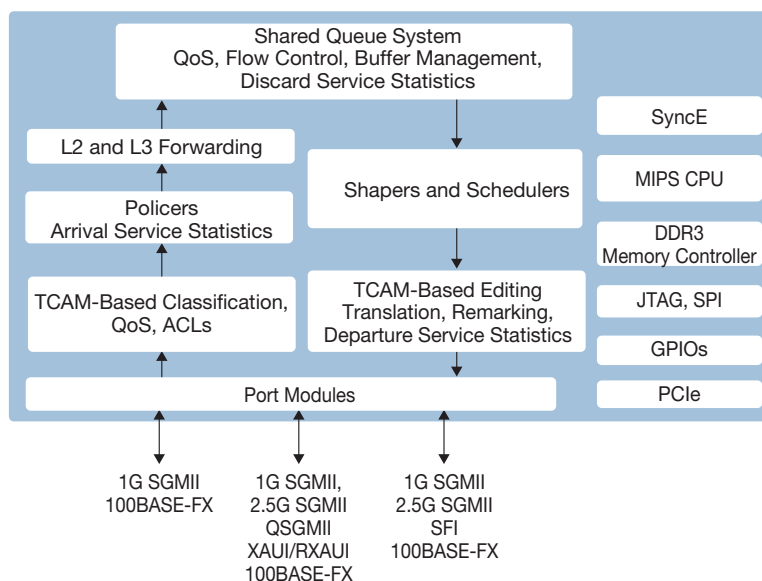 Shared Queue System
QoS, Flow Control, Buffer Management,
Discard Service Statistics
L2 and L3 Forwarding
Policers
Arrival Service Statistics
TCAM-Based Classification,
QoS, ACLs
Shapers and Schedulers
TCAM-Based Editing
Translation, Remarking,
Departure Service Statistics
Port Modules
SyncE
MIPS CPU
DDR3
Memory Controller
JTAG, SPI
GPIOs
PCIe
1G SGMII
100BASE-FX
1G SGMII,
2.5G SGMII
QSGMII
XAUI/RXAUI
100BASE-FX
1G SGMII
2.5G SGMII
SFI
100BASE-FX